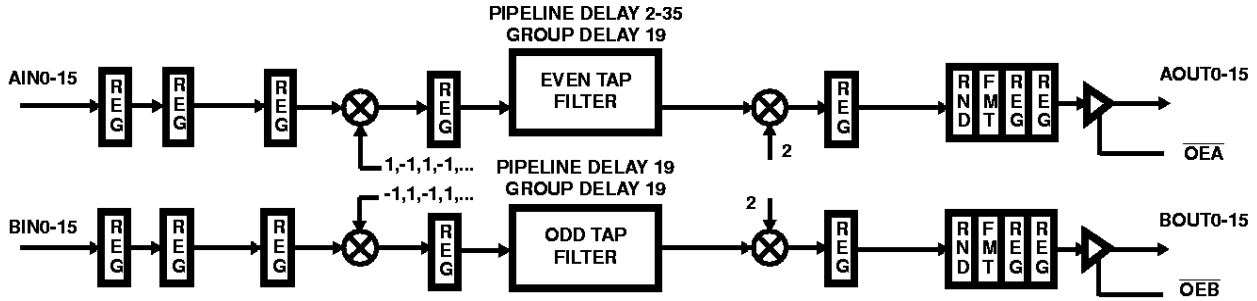 PIPELINE DELAY 2-35
GROUP DELAY 19
AIN0-15
REG
REG
REG
REG
EVEN TAP
FILTER
REG
RND
FMT
REG
REG
AOUT0-15
1,-1,1,-1,...
2
OEA
PIPELINE DELAY 19
GROUP DELAY 19
-1,1,-1,1,...
2
BIN0-15
REG
REG
REG
REG
ODD TAP
FILTER
REG
RND
FMT
REG
REG
BOUT0-15
OEB